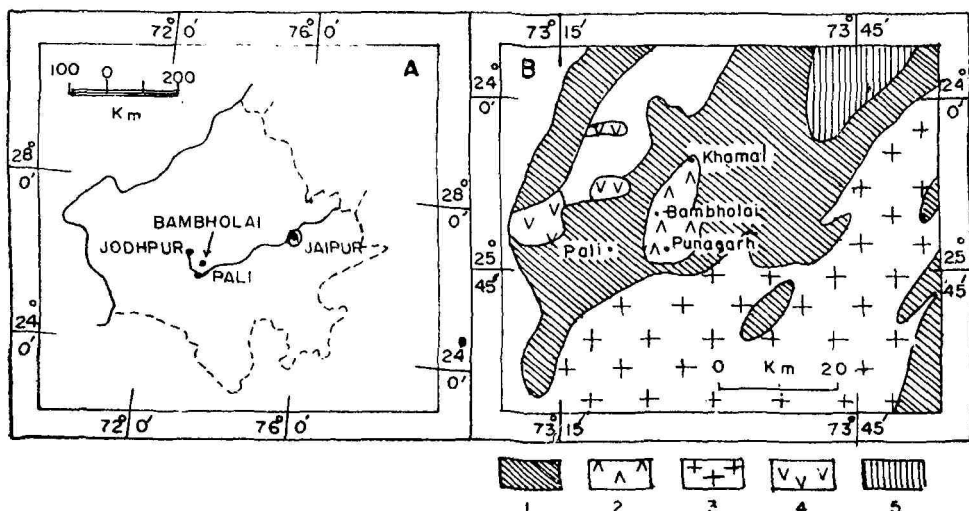 72° 0' 76° 0'
100 0 200
Km
A
28° 0'
28° 0'
BAMBHOLAI
JODHPUR
JAIPUR
PALI
24° 0'
24° 0'
72° 0' 76° 0'
73° 15' 73° 45'
B
24° 0'
24° 0'
Khamal
Bambholai
Pali
Punagarh
25° 45'
25° 45'
0 Km 20
73° 15' 73° 45'
1 2 3 4 5